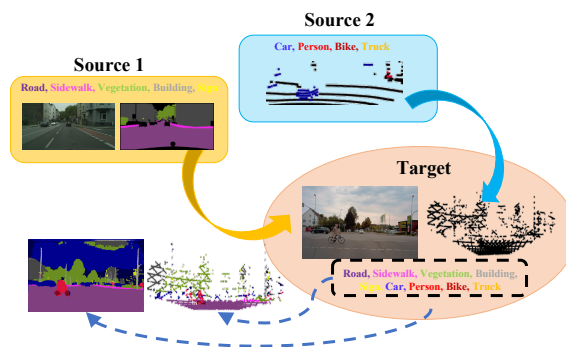 Source 2
Car, Person, Bike, Truck
Source 1
Road, Sidewalk, Vegetation, Building, Sign
Target
Road, Sidewalk, Vegetation, Building,
Sign, Car, Person, Bike, Truck